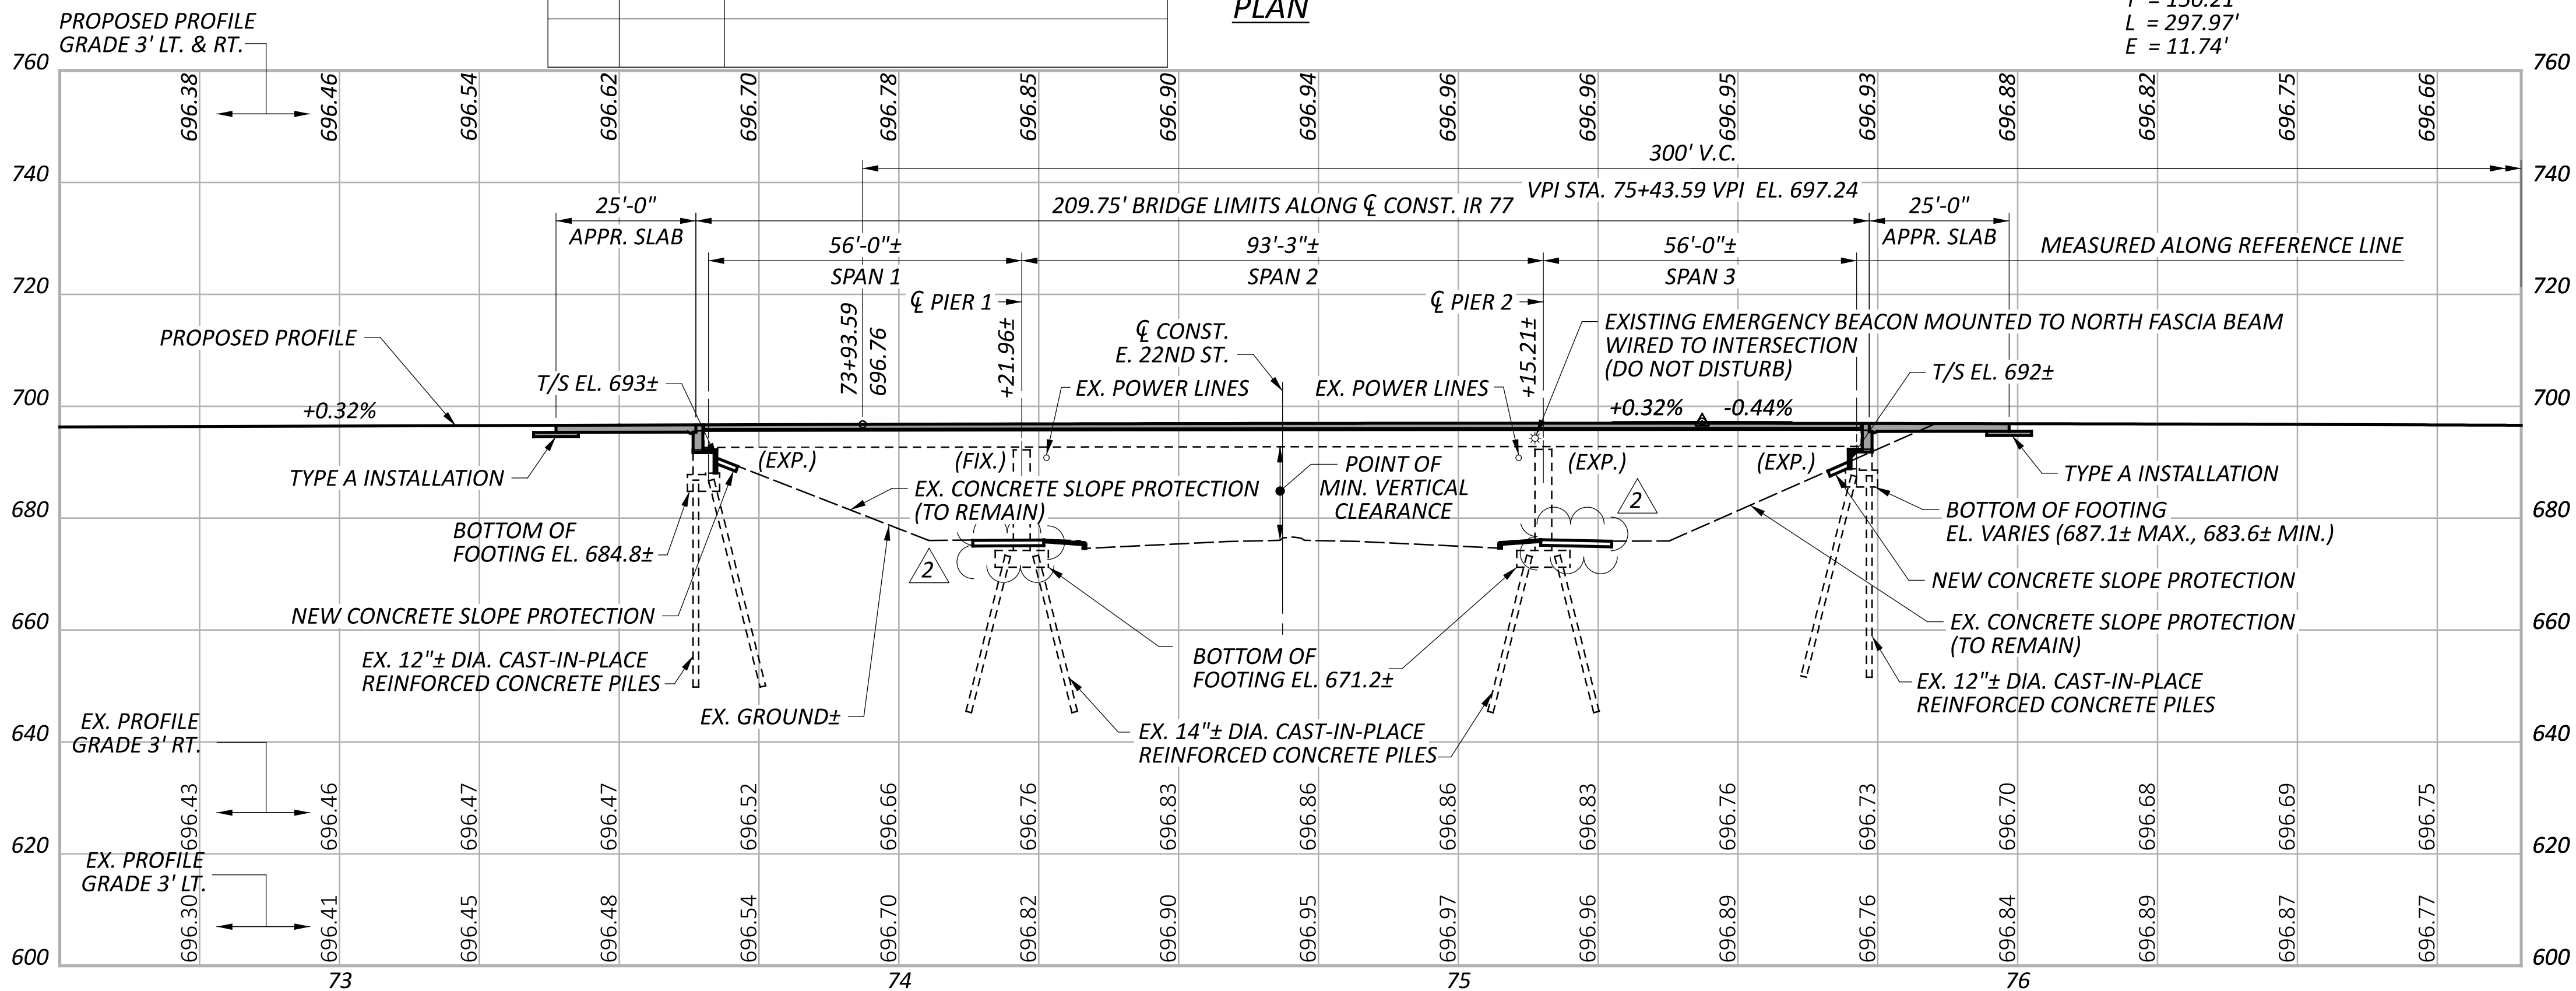 PLAN
L = 297.97'
E = 11.74'
PROPOSED PROFILE
GRADE 3' LT. & RT.
760
760
696.38
696.46
696.54
696.62
696.70
696.78
696.85
696.90
696.94
696.96
696.96
696.95
696.93
696.88
696.82
696.75
696.66
300' V.C.
740
740
VPI STA. 75+43.59 VPI EL. 697.24
25'-0"
APPR. SLAB
209.75' BRIDGE LIMITS ALONG ℄ CONST. IR 77
25'-0"
APPR. SLAB
56'-0"±
SPAN 1
93'-3"±
SPAN 2
56'-0"±
SPAN 3
MEASURED ALONG REFERENCE LINE
720
720
℄ PIER 1
℄ PIER 2
73+93.59
696.76
+21.96±
℄ CONST.
E. 22ND ST.
+15.21±
EXISTING EMERGENCY BEACON MOUNTED TO NORTH FASCIA BEAM
WIRED TO INTERSECTION
(DO NOT DISTURB)
PROPOSED PROFILE
T/S EL. 693±
EX. POWER LINES
EX. POWER LINES
T/S EL. 692±
700
700
+0.32%
+0.32%
-0.44%
TYPE A INSTALLATION
(EXP.)
(FIX.)
(EXP.)
(EXP.)
POINT OF
MIN. VERTICAL
CLEARANCE
TYPE A INSTALLATION
EX. CONCRETE SLOPE PROTECTION
(TO REMAIN)
2
680
680
BOTTOM OF
FOOTING EL. 684.8±
BOTTOM OF FOOTING
EL. VARIES (687.1± MAX., 683.6± MIN.)
2
NEW CONCRETE SLOPE PROTECTION
NEW CONCRETE SLOPE PROTECTION
660
660
EX. CONCRETE SLOPE PROTECTION
(TO REMAIN)
EX. 12"± DIA. CAST-IN-PLACE
REINFORCED CONCRETE PILES
BOTTOM OF
FOOTING EL. 671.2±
EX. 12"± DIA. CAST-IN-PLACE
REINFORCED CONCRETE PILES
EX. GROUND±
EX. 14"± DIA. CAST-IN-PLACE
REINFORCED CONCRETE PILES
EX. PROFILE
GRADE 3' RT.
640
640
696.43
696.46
696.47
696.47
696.52
696.66
696.76
696.83
696.86
696.86
696.83
696.76
696.73
696.70
696.68
696.69
696.75
620
620
EX. PROFILE
GRADE 3' LT.
696.30
696.41
696.45
696.48
696.54
696.70
696.82
696.90
696.95
696.97
696.96
696.89
696.76
696.84
696.89
696.87
696.77
600
600
73
74
75
76